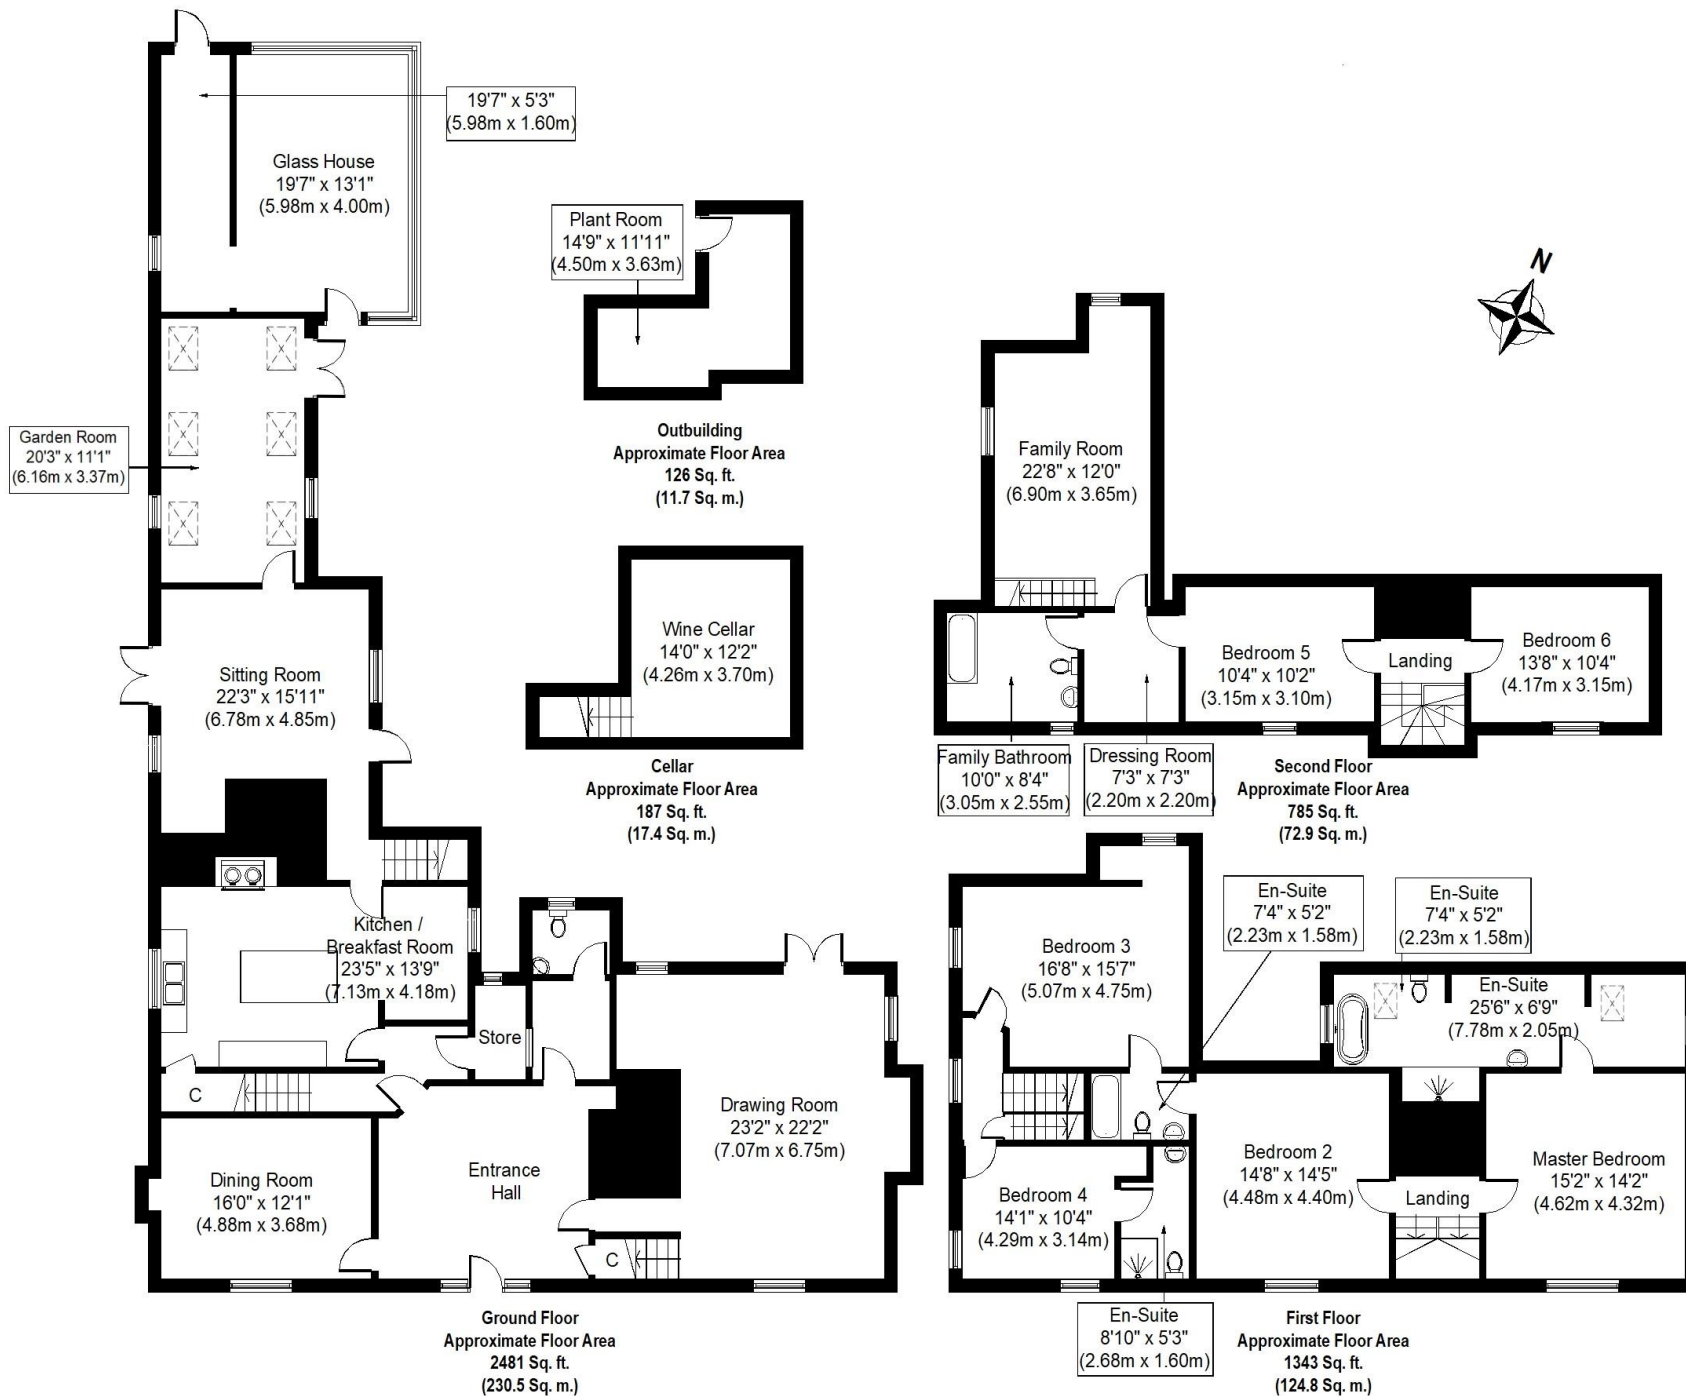 19'7" x 5'3"
(5.98m x 1.60m)
Glass House
19'7" x 13'1"
(5.98m x 4.00m)
Plant Room
14'9" x 11'11"
(4.50m x 3.63m)
N
Outbuilding
Approximate Floor Area
126 Sq. ft.
(11.7 Sq. m.)
Garden Room
20'3" x 11'1"
(6.16m x 3.37m)
Family Room
22'8" x 12'0"
(6.90m x 3.65m)
Sitting Room
22'3" x 15'11"
(6.78m x 4.85m)
Wine Cellar
14'0" x 12'2"
(4.26m x 3.70m)
Bedroom 5
10'4" x 10'2"
(3.15m x 3.10m)
Landing
Bedroom 6
13'8" x 10'4"
(4.17m x 3.15m)
Family Bathroom
10'0" x 8'4"
(3.05m x 2.55m)
Dressing Room
7'3" x 7'3"
(2.20m x 2.20m)
Cellar
Approximate Floor Area
187 Sq. ft.
(17.4 Sq. m.)
Second Floor
Approximate Floor Area
785 Sq. ft.
(72.9 Sq. m.)
Kitchen /
Breakfast Room
23'5" x 13'9"
(7.13m x 4.18m)
Store
C
Drawing Room
23'2" x 22'2"
(7.07m x 6.75m)
Dining Room
16'0" x 12'1"
(4.88m x 3.68m)
Entrance
Hall
C
Ground Floor
Approximate Floor Area
2481 Sq. ft.
(230.5 Sq. m.)
En-Suite
7'4" x 5'2"
(2.23m x 1.58m)
En-Suite
7'4" x 5'2"
(2.23m x 1.58m)
Bedroom 3
16'8" x 15'7"
(5.07m x 4.75m)
En-Suite
25'6" x 6'9"
(7.78m x 2.05m)
Bedroom 2
14'8" x 14'5"
(4.48m x 4.40m)
Landing
Master Bedroom
15'2" x 14'2"
(4.62m x 4.32m)
Bedroom 4
14'1" x 10'4"
(4.29m x 3.14m)
En-Suite
8'10" x 5'3"
(2.68m x 1.60m)
First Floor
Approximate Floor Area
1343 Sq. ft.
(124.8 Sq. m.)